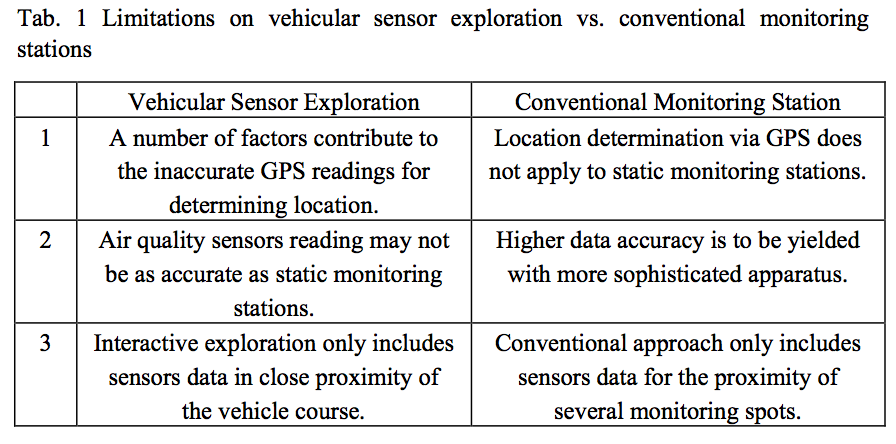 Tab. 1 Limitations on vehicular sensor exploration vs. conventional monitoring
stations
Vehicular Sensor Exploration
Conventional Monitoring Station
1
A number of factors contribute to
the inaccurate GPS readings for
determining location.
Location determination via GPS does
not apply to static monitoring stations.
2
Air quality sensors reading may not
be as accurate as static monitoring
stations.
Higher data accuracy is to be yielded
with more sophisticated apparatus.
3
Interactive exploration only includes
sensors data in close proximity of
the vehicle course.
Conventional approach only includes
sensors data for the proximity of
several monitoring spots.